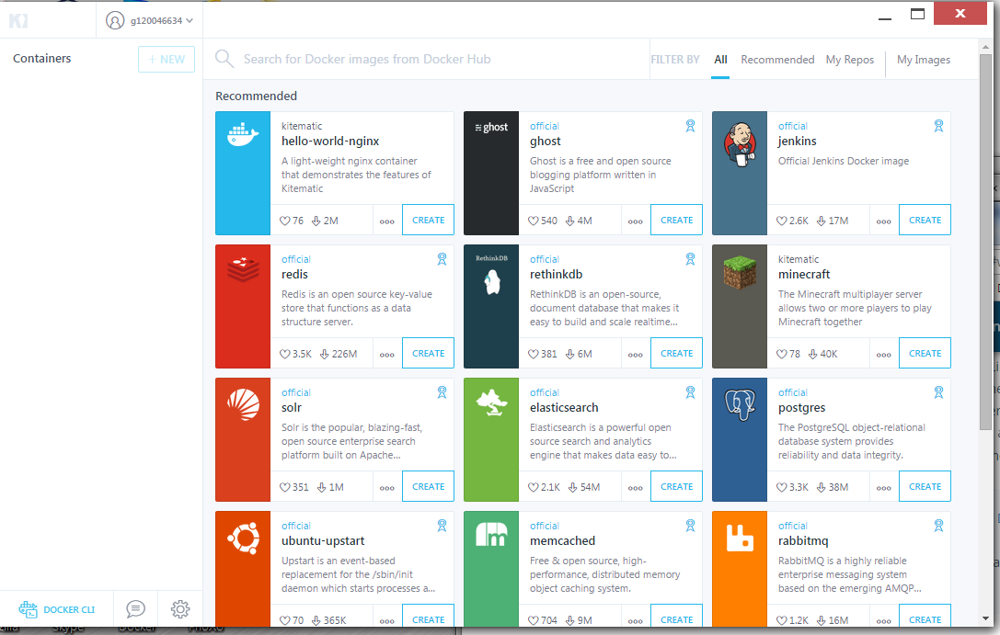 g120046634
Containers
+ NEW
Search for Docker images from Docker Hub
FILTER BY All Recommended My Repos My Images
Recommended
kitematic
hello-world-nginx
A light-weight nginx container
that demonstrates the features of
Kitematic
76 2M
CREATE
ghost
official
ghost
Ghost is a free and open source
blogging platform written in
JavaScript
540 4M
CREATE
official
jenkins
Official Jenkins Docker image
2.6K 17M
CREATE
official
redis
Redis is an open source key-value
store that functions as a data
structure server.
3.5K 226M
CREATE
RethinkDB
official
rethinkdb
RethinkDB is an open-source,
document database that makes it
easy to build and scale realtime...
381 6M
CREATE
kitematic
minecraft
The Minecraft multiplayer server
allows two or more players to play
Minecraft together
78 40K
CREATE
official
solr
Solr is the popular, blazing-fast,
open source enterprise search
platform built on Apache...
351 1M
CREATE
official
elasticsearch
Elasticsearch is a powerful open
source search and analytics
engine that makes data easy to...
2.1K 54M
CREATE
official
postgres
The PostgreSQL object-relational
database system provides
reliability and data integrity.
3.3K 38M
CREATE
official
ubuntu-upstart
Upstart is an event-based
replacement for the /sbin/init
daemon which starts processes a...
70 365K
CREATE
official
memcached
Free & open source, high-
performance, distributed memory
object caching system.
704 9M
CREATE
official
rabbitmq
RabbitMQ is a highly reliable
enterprise messaging system
based on the emerging AMQP...
1.2K 16M
CREATE
DOCKER CLI